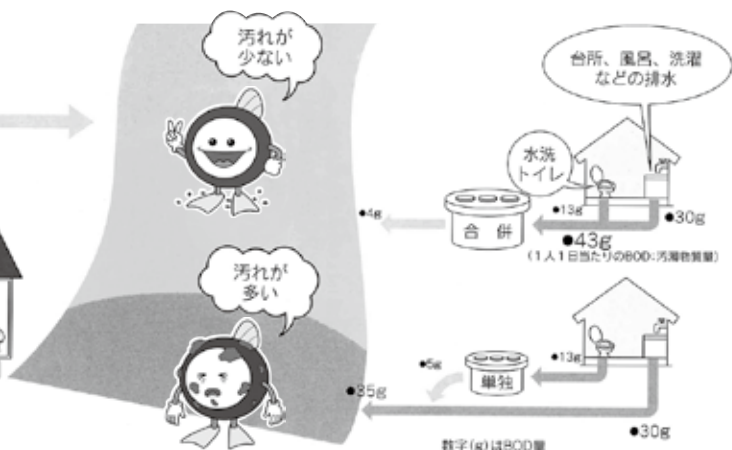 汚れが
少ない
台所、風呂、洗濯
などの排水
水洗
トイレ
●4g
合併
●13g
●30g
●43g
(1人1日当たりのBOD:汚濁物質量)
汚れが
多い
●5g
単独
●13g
●35g
●30g
数字(g)はBOD量